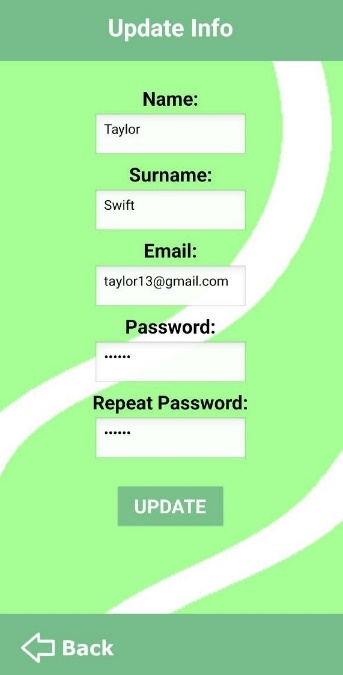 Update Info
Name:
Taylor
Surname:
Swift
Email:
taylor13@gmail.com
Password:
••••••
Repeat Password:
••••••
UPDATE
Back